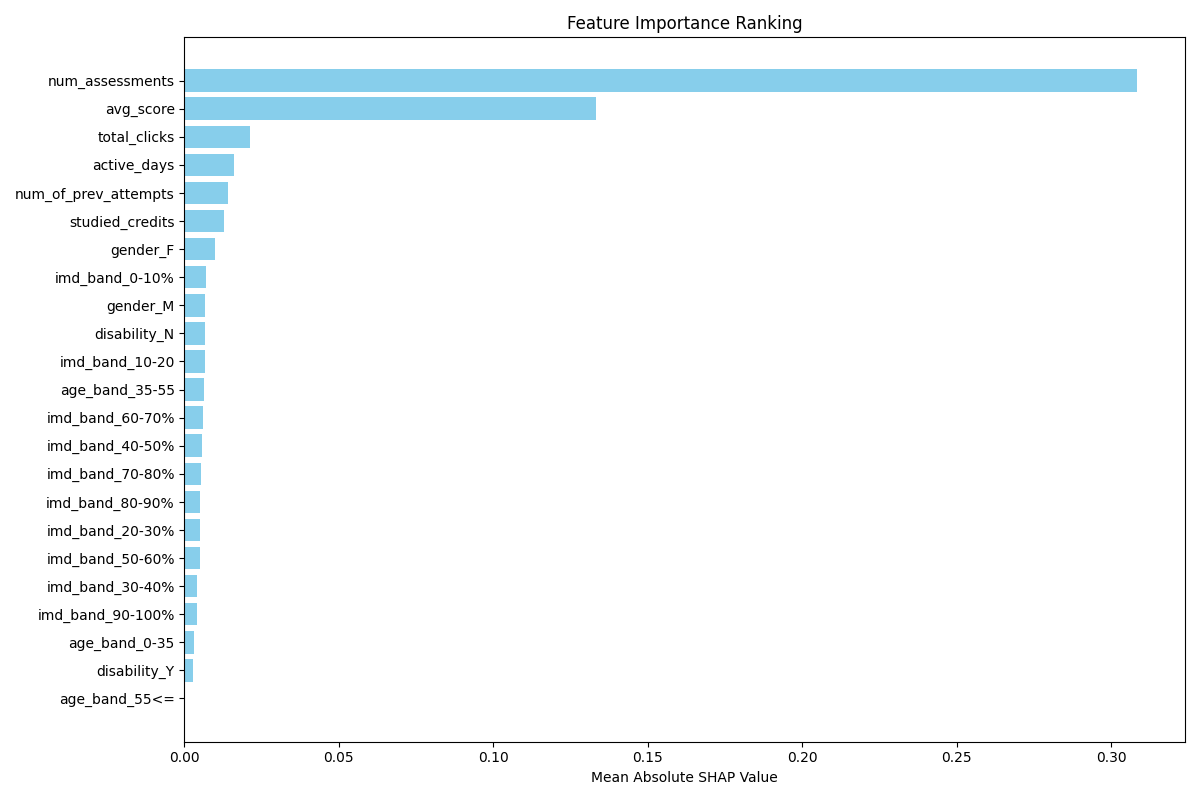 Feature Importance Ranking
num_assessments
avg_score
total_clicks
active_days
num_of_prev_attempts
studied_credits
gender_F
imd_band_0-10%
gender_M
disability_N
imd_band_10-20
age_band_35-55
imd_band_60-70%
imd_band_40-50%
imd_band_70-80%
imd_band_80-90%
imd_band_20-30%
imd_band_50-60%
imd_band_30-40%
imd_band_90-100%
age_band_0-35
disability_Y
age_band_55<=
0.00 0.05 0.10 0.15 0.20 0.25 0.30
Mean Absolute SHAP Value